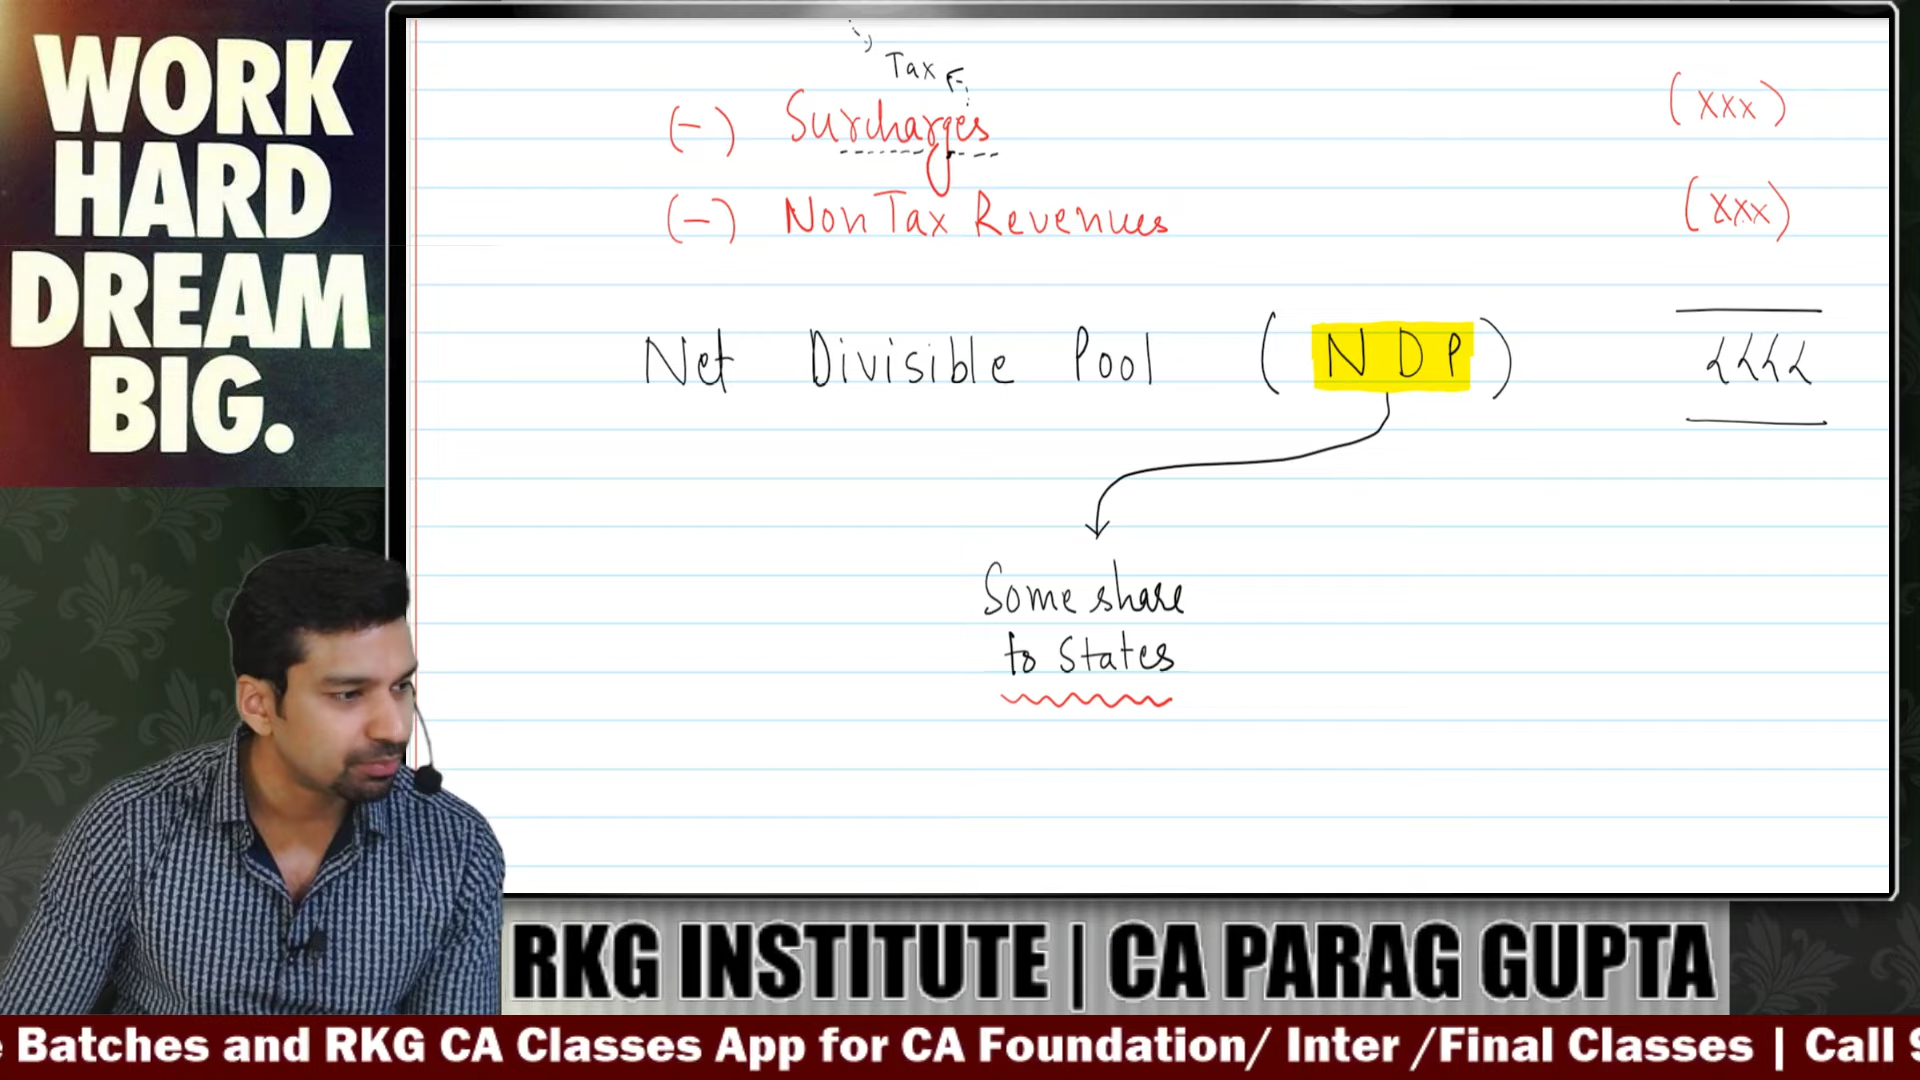 WORK
HARD
DREAM
BIG.
Tax
(-) Surcharges (xxx)
(-) Non Tax Revenues (xxx)
Net Divisible Pool (NDP)
Some share
to States
RKG INSTITUTE | CA PARAG GUPTA
Batches and RKG CA Classes App for CA Foundation/ Inter /Final Classes | Call